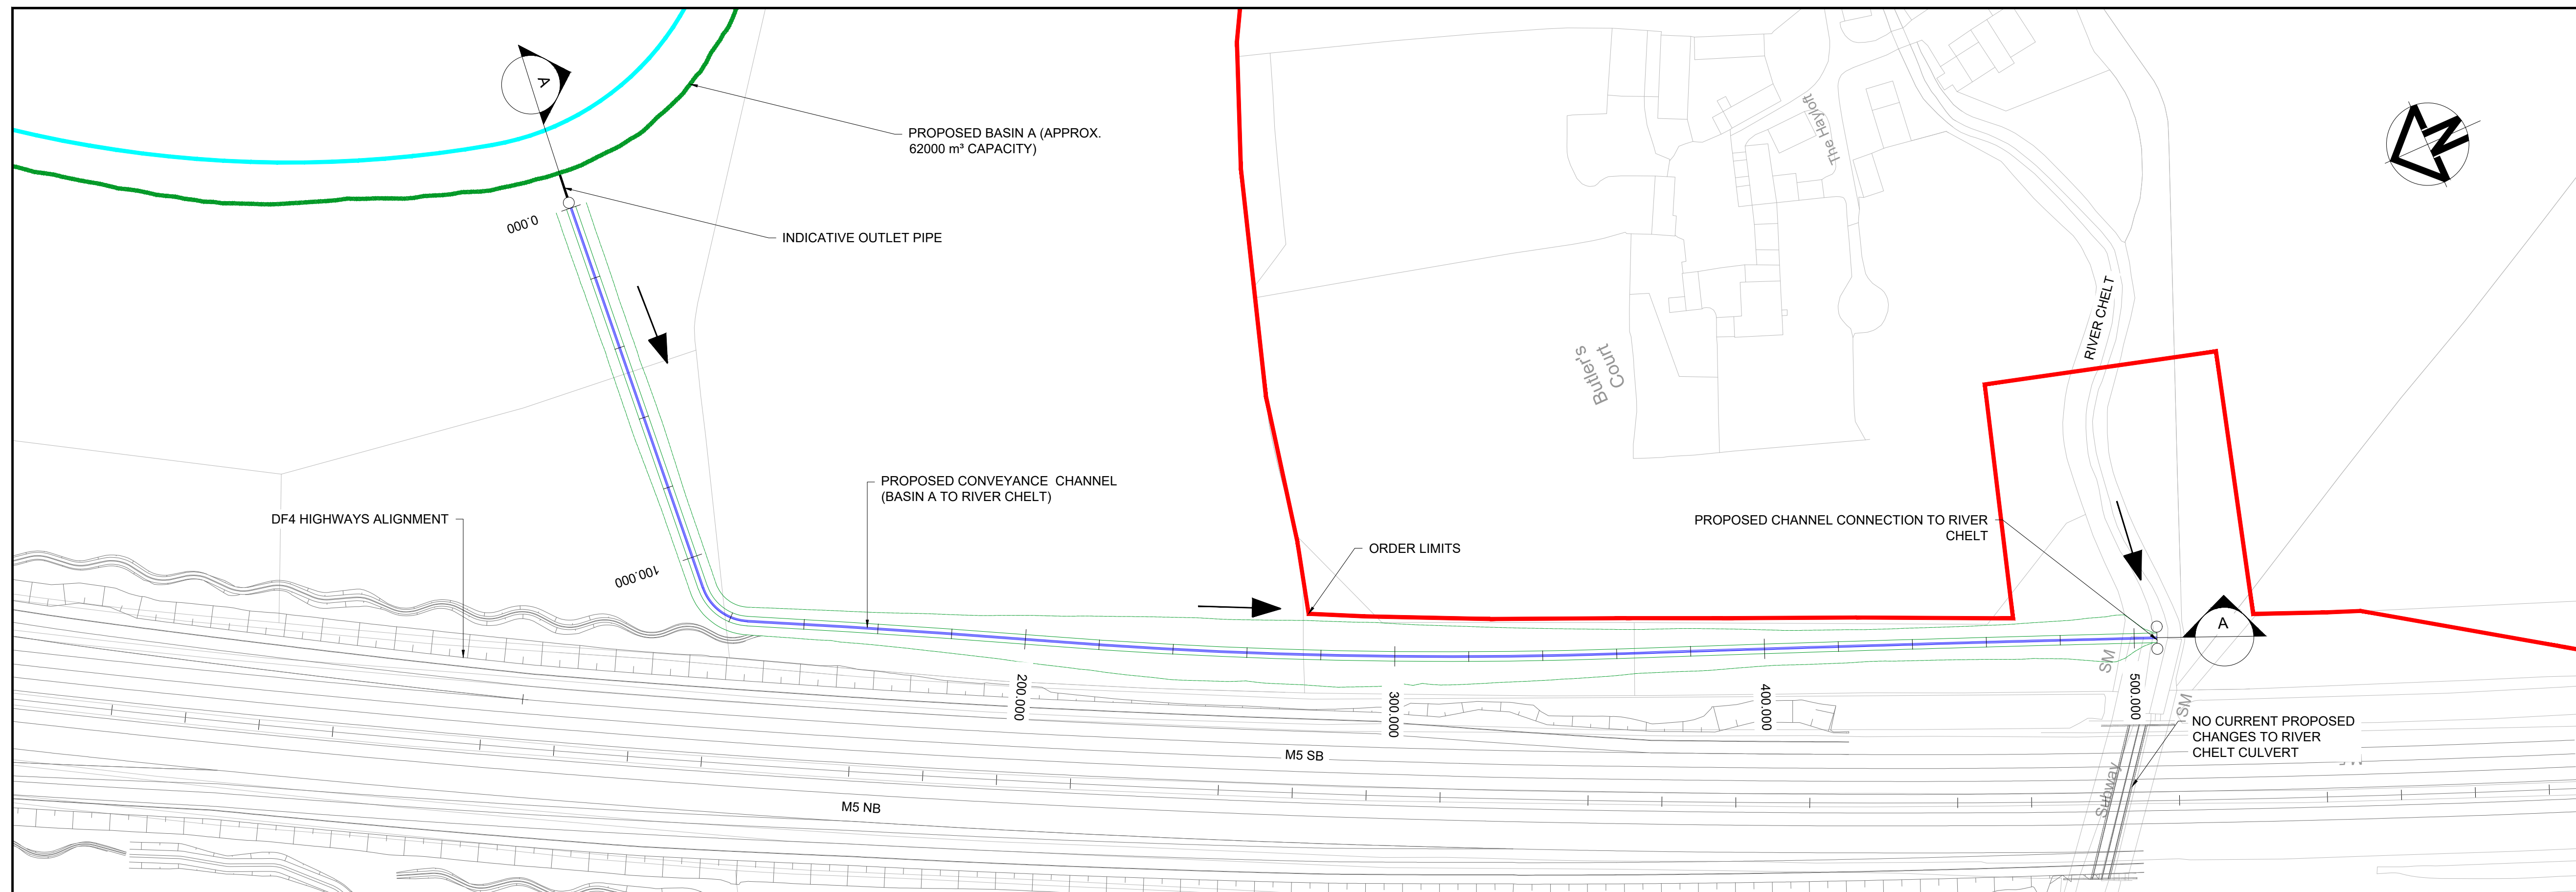 A
PROPOSED BASIN A (APPROX.
62000 m³ CAPACITY)
The Hayloft
N
0.000
INDICATIVE OUTLET PIPE
RIVER CHELT
Butler's
Court
PROPOSED CONVEYANCE CHANNEL
(BASIN A TO RIVER CHELT)
DF4 HIGHWAYS ALIGNMENT
PROPOSED CHANNEL CONNECTION TO RIVER
CHELT
ORDER LIMITS
100.000
A
SM
SM
200.000
300.000
400.000
500.000
NO CURRENT PROPOSED
CHANGES TO RIVER
CHELT CULVERT
M5 SB
Subway
M5 NB